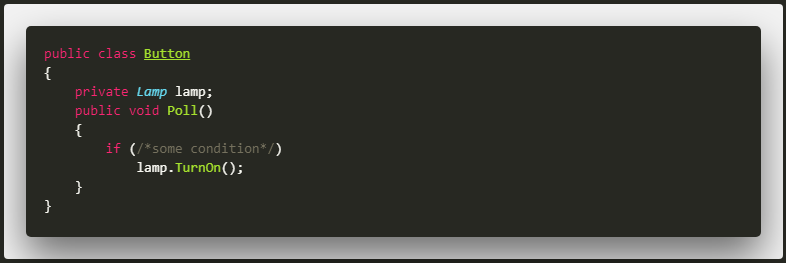 public class Button
{
    private Lamp lamp;
    public void Poll()
    {
        if (/*some condition*/)
            lamp.TurnOn();
    }
}